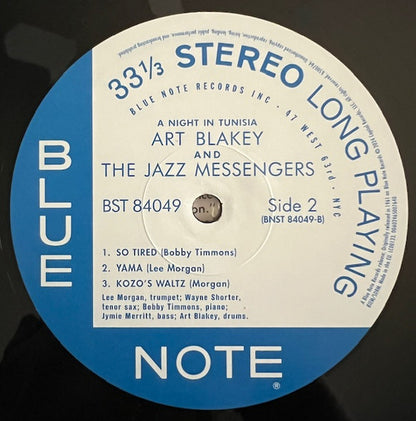 33⅓ STEREO LONG PLAYING
BLUE NOTE RECORDS INC · 47 WEST 63rd · NYC
A NIGHT IN TUNISIA
ART BLAKEY
AND
THE JAZZ MESSENGERS
BST 84049
Side 2
(BNST 84049-B)
1. SO TIRED (Bobby Timmons)
2. YAMA (Lee Morgan)
3. KOZO'S WALTZ (Morgan)
Lee Morgan, trumpet; Wayne Shorter,
tenor sax; Bobby Timmons, piano;
Jymie Merritt, bass; Art Blakey, drums.
BLUE
NOTE®